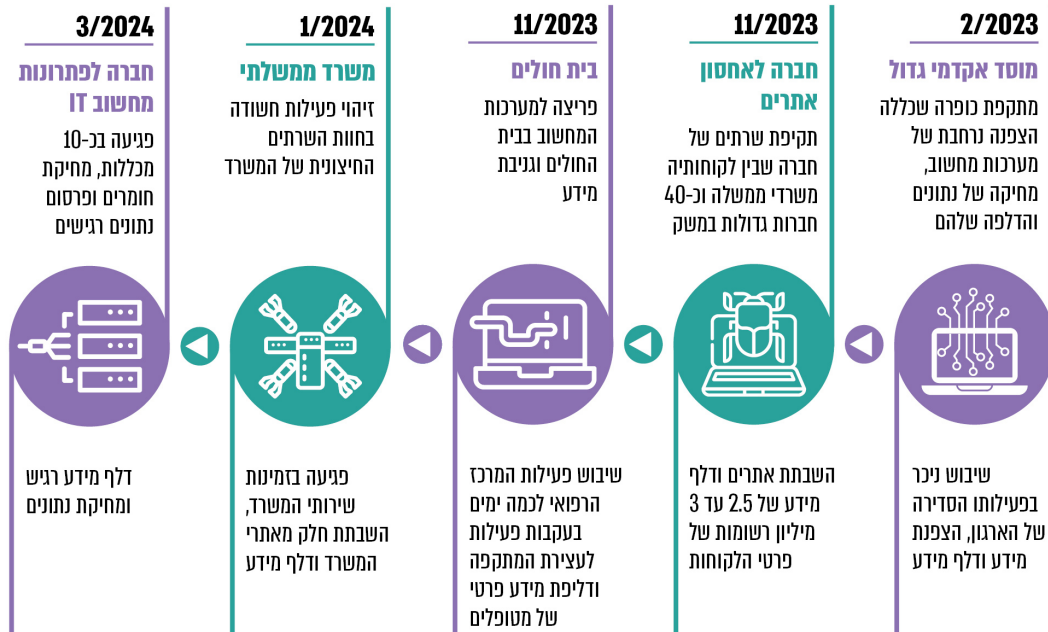 2/2023
מוסד אקדמי גדול
מתקפת כופרה שכללה
הצפנה נרחבת של
מערכות מחשוב,
מחיקה של נתונים
והדלפה שלהם
שיבוש ניכר
בפעילותו הסדירה
של הארגון, הצפנת
מידע ודלף מידע
11/2023
חברה לאחסון
אתרים
תקיפת שרתים של
חברה שבין לקוחותיה
משרדי ממשלה וכ-40
חברות גדולות במשק
השבתת אתרים ודלף
מידע של 2.5 עד 3
מיליון רשומות של
פרטי הלקוחות
11/2023
בית חולים
פריצה למערכות
המחשוב בבית
החולים וגניבת
מידע
שיבוש פעילות המרכז
הרפואי לכמה ימים
בעקבות פעילות
לעצירת המתקפה
ודליפת מידע פרטי
של מטופלים
1/2024
משרד ממשלתי
זיהוי פעילות חשודה
בחוות השרתים
החיצונית של המשרד
פגיעה בזמינות
שירותי המשרד,
השבתת חלק מאתרי
המשרד ודלף מידע
3/2024
חברה לפתרונות
מחשוב IT
פגיעה בכ-10
מכללות, מחיקת
חומרים ופרסום
נתונים רגישים
דלף מידע רגיש
ומחיקת נתונים